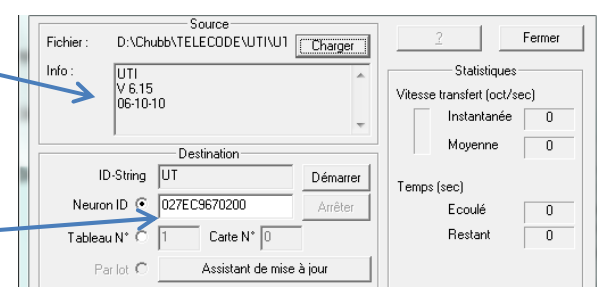 Source
Fichier : D:\Chubb\TELECODE\UTI\UT Charger
Info : UTI
V 6.15
06-10-10
Destination
ID-String UT Démarrer
Neuron ID 027EC9670200 Arrêter
Tableau N° 1 Carte N° 0
Par lot Assistant de mise à jour
? Fermer
Statistiques
Vitesse transfert (oct/sec)
Instantanée 0
Moyenne 0
Temps (sec)
Ecoulé 0
Restant 0